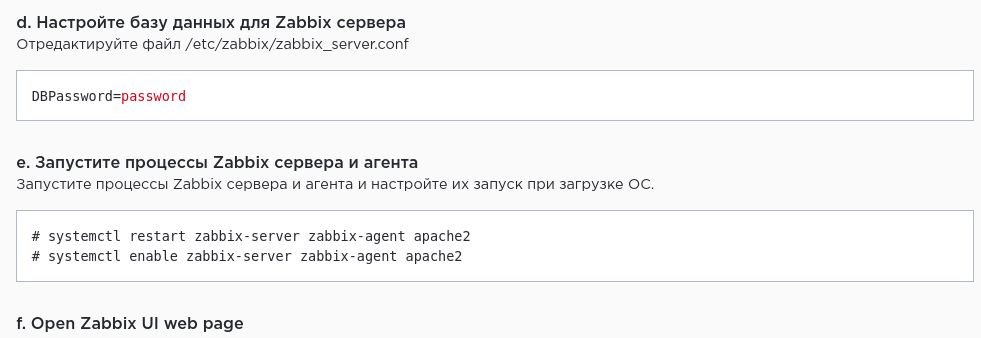 d. Настройте базу данных для Zabbix сервера
Отредактируйте файл /etc/zabbix/zabbix_server.conf
DBPassword=password
e. Запустите процессы Zabbix сервера и агента
Запустите процессы Zabbix сервера и агента и настройте их запуск при загрузке ОС.
# systemctl restart zabbix-server zabbix-agent apache2
# systemctl enable zabbix-server zabbix-agent apache2
f. Open Zabbix UI web page